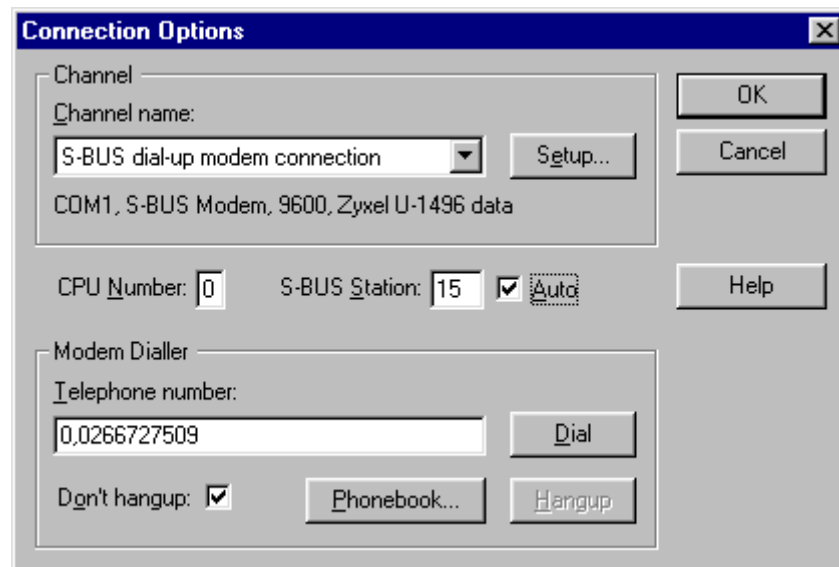 Connection Options
Channel
Channel name:
S-BUS dial-up modem connection
Setup...
COM1, S-BUS Modem, 9600, Zyxel U-1496 data
OK
Cancel
CPU Number: 0 S-BUS Station: 15 Auto
Help
Modem Dialler
Telephone number:
0,0266727509
Dial
Don't hangup:
Phonebook...
Hangup